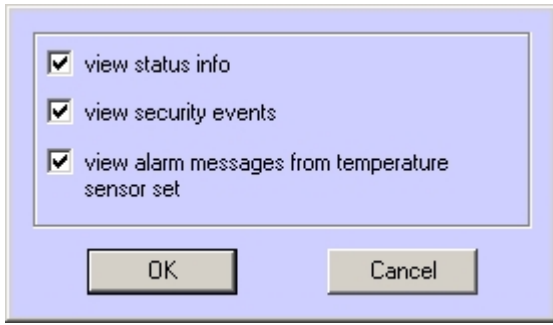 view status info
view security events
view alarm messages from temperature
sensor set
OK
Cancel